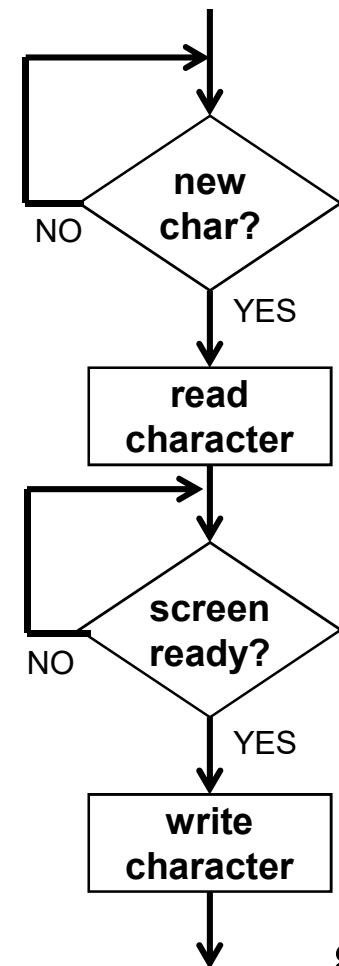 new
char?
NO
YES
read
character
screen
ready?
NO
YES
write
character